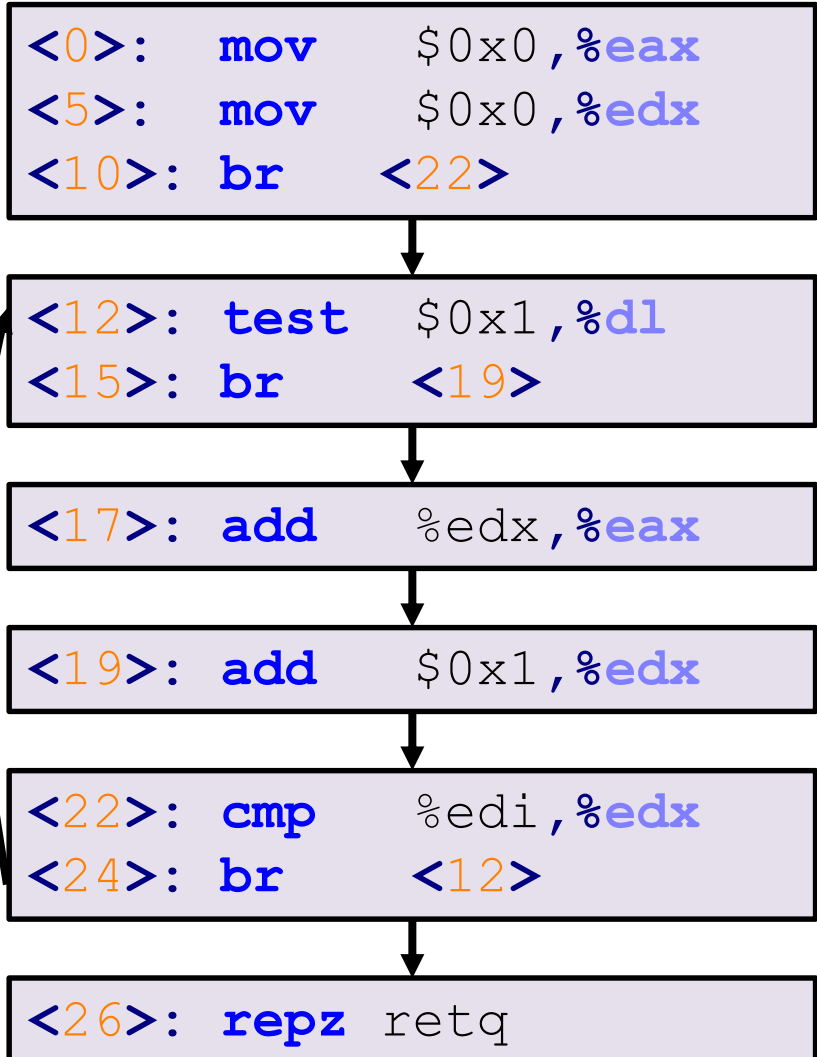 <0>: mov $0x0,%eax
<5>: mov $0x0,%edx
<10>: br <22>
<12>: test $0x1,%dl
<15>: br <19>
<17>: add %edx,%eax
<19>: add $0x1,%edx
<22>: cmp %edi,%edx
<24>: br <12>
<26>: repz retq